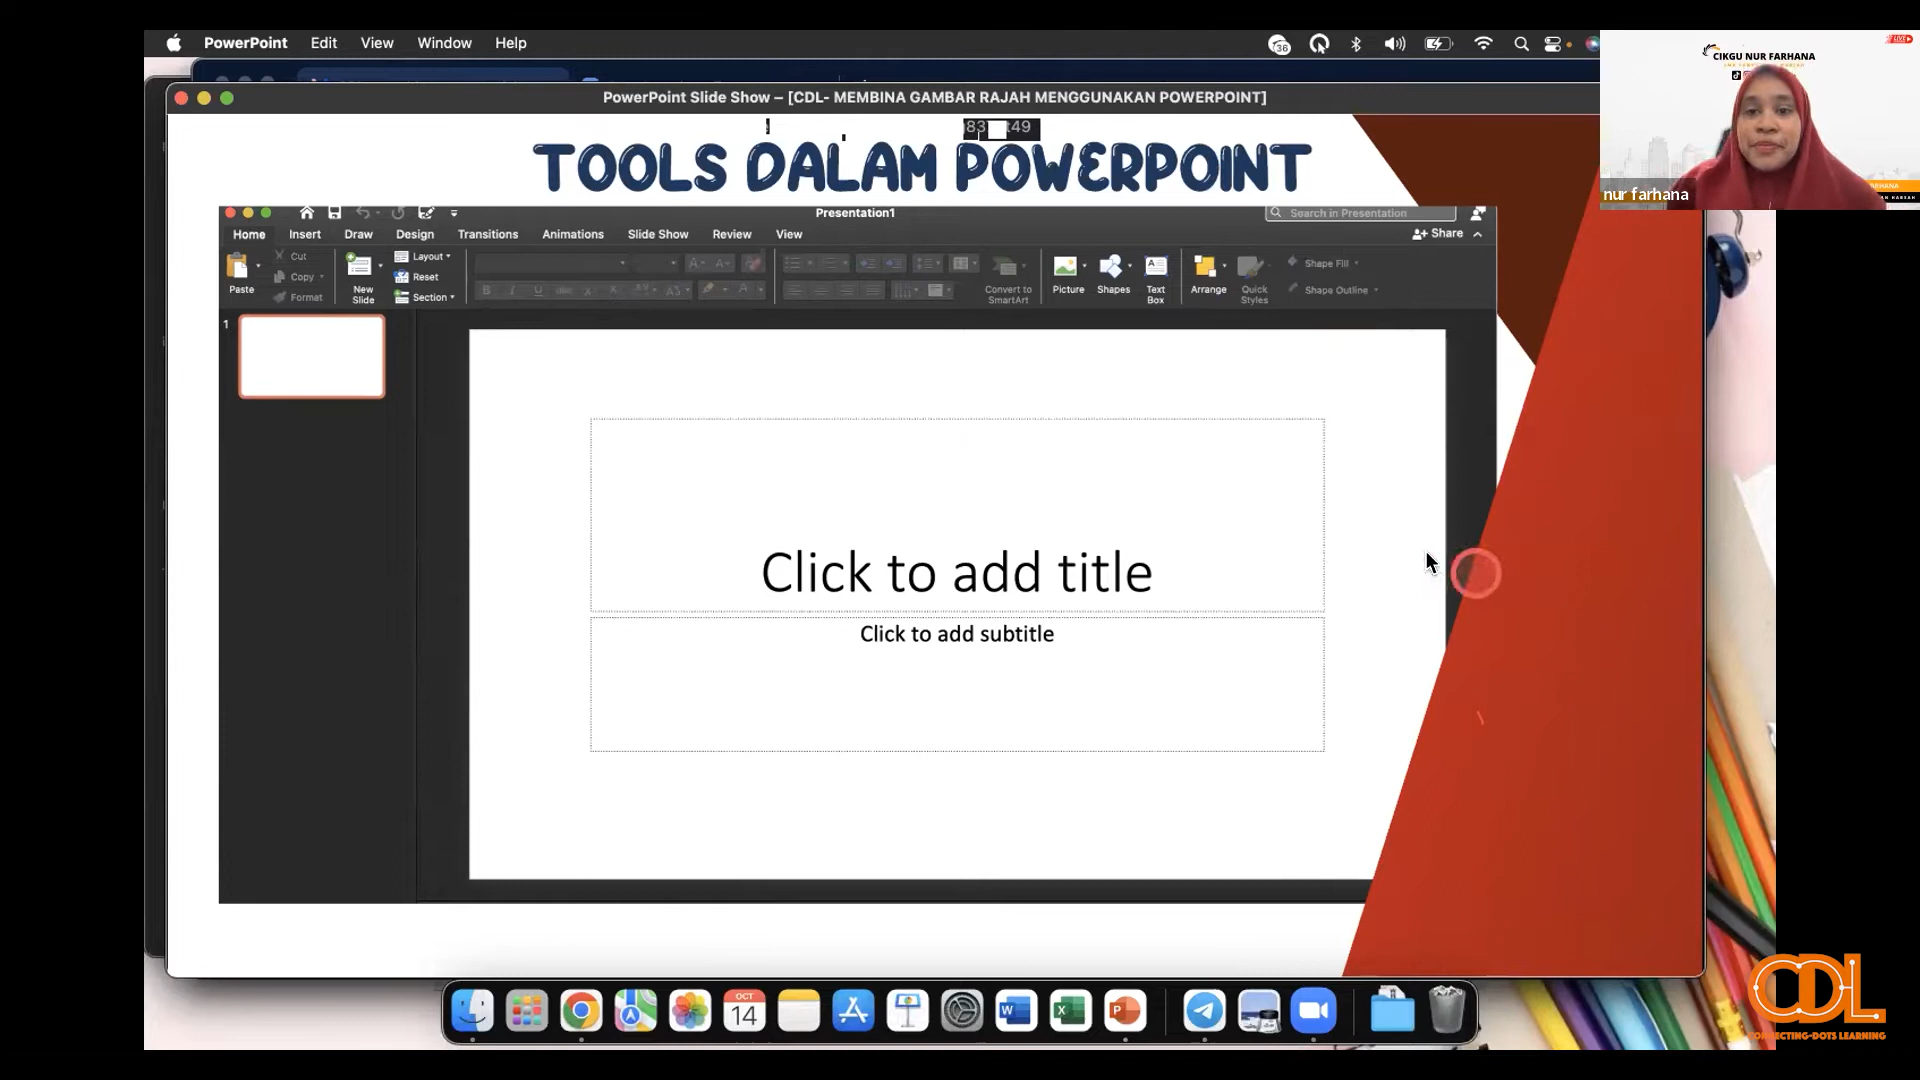 PowerPoint Edit View Window Help
36
PowerPoint Slide Show – [CDL- MEMBINA GAMBAR RAJAH MENGGUNAKAN POWERPOINT]
CIKGU NUR FARHANA
nur farhana
TOOLS DALAM POWERPOINT
Presentation1
Search in Presentation
Home Insert Draw Design Transitions Animations Slide Show Review View
Share
Paste
Cut
Copy
Format
New Slide
Layout
Reset
Section
Convert to SmartArt
Picture
Shapes
Text Box
Arrange
Quick Styles
Shape Fill
Shape Outline
1
Click to add title
Click to add subtitle
OCT
14
CDL
CONNECTING-DOTS LEARNING